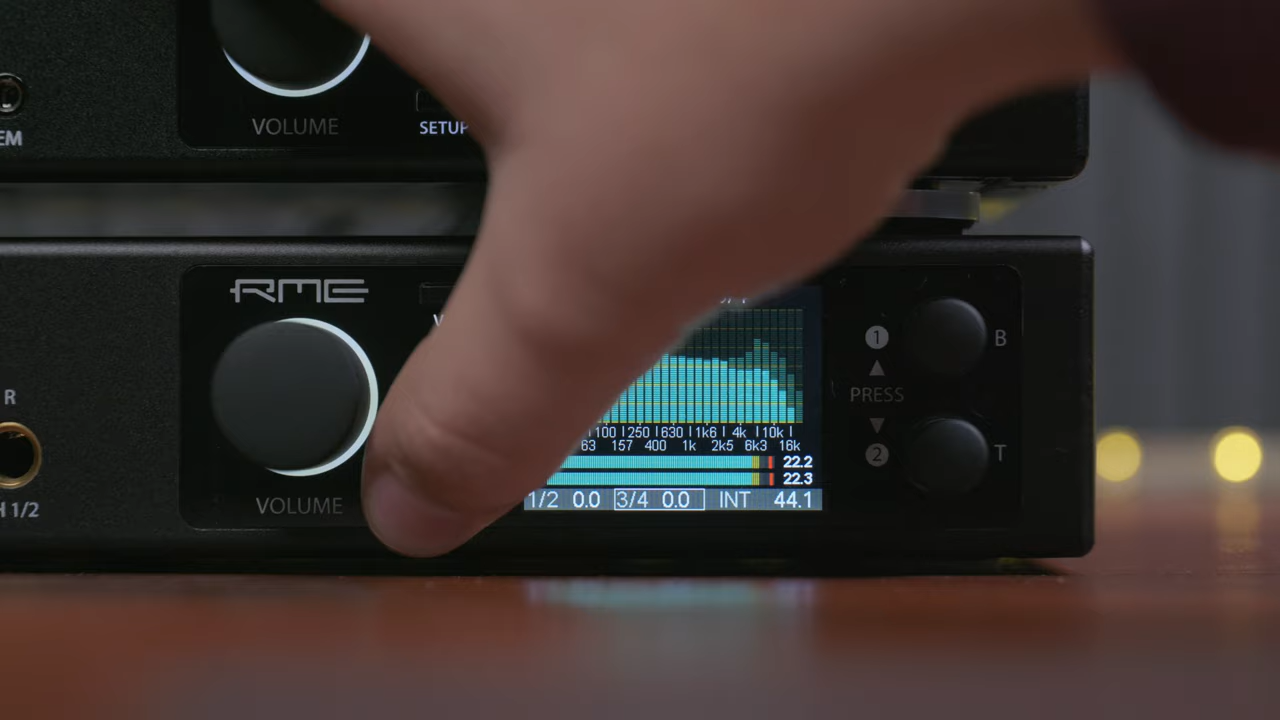 VOLUME
SETUP
EM
RME
1
B
PRESS
R
100 250 630 1k6 4k 10k
63 157 400 1k 2k5 6k3 16k
22.2
2
T
22.3
VOLUME
H 1/2
1/2 0.0 3/4 0.0 INT 44.1